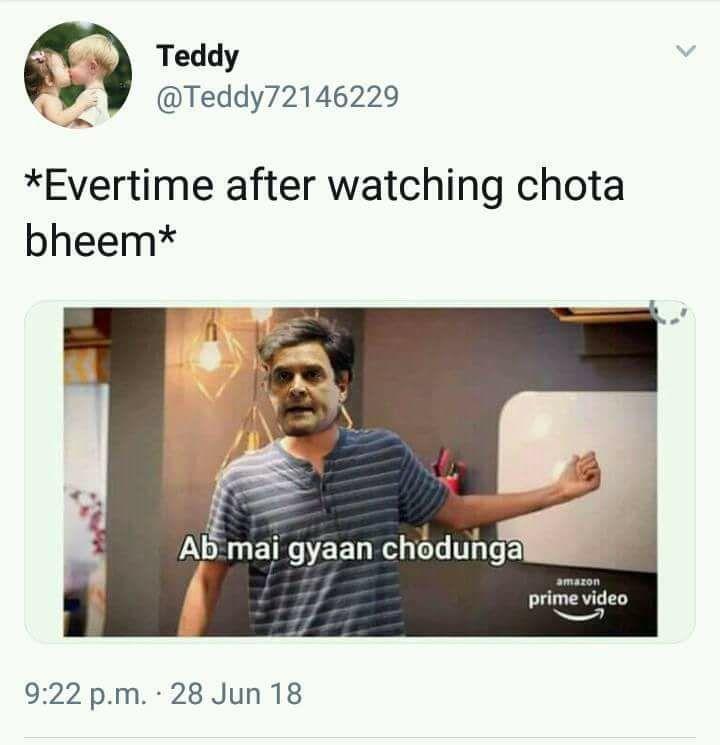 Teddy
@Teddy72146229
*Evertime after watching chota
bheem*
Ab mai gyaan chodunga
amazon
prime video
9:22 p.m. · 28 Jun 18